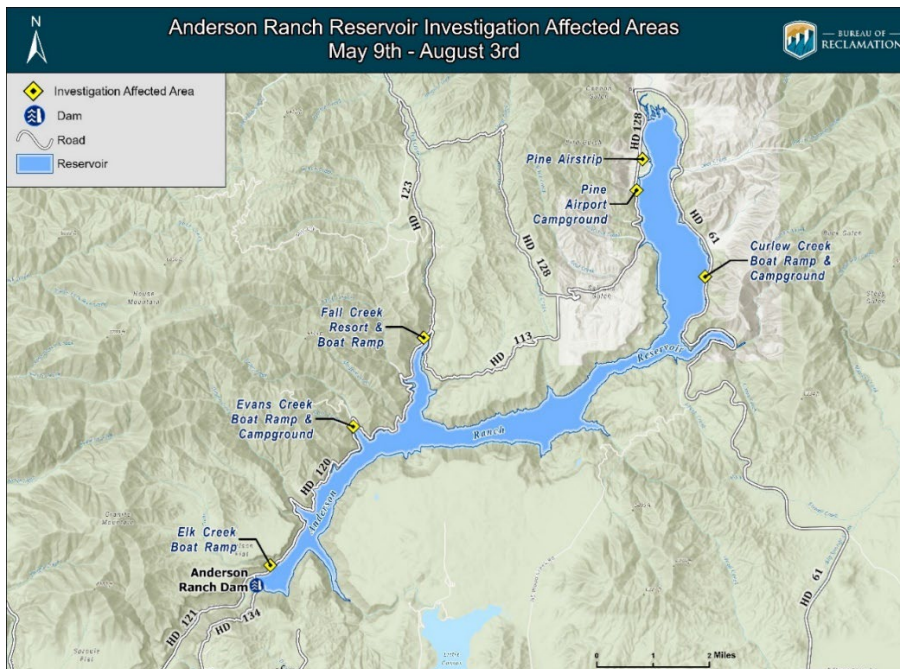 N
Anderson Ranch Reservoir Investigation Affected Areas
May 9th - August 3rd
BUREAU OF
RECLAMATION
Investigation Affected Area
Dam
Road
Reservoir
HD 128
Pine Airstrip
Pine
Airport
Campground
HD 123
HD 61
HD 128
Curlew Creek
Boat Ramp &
Campground
Fall Creek
Resort &
Boat Ramp
HD 113
Reservoir
Evans Creek
Boat Ramp &
Campground
Ranch
HD 120
Anderson
Elk Creek
Boat Ramp
Anderson
Ranch Dam
HD 61
HD 121
HD 134
0 1 2 Miles